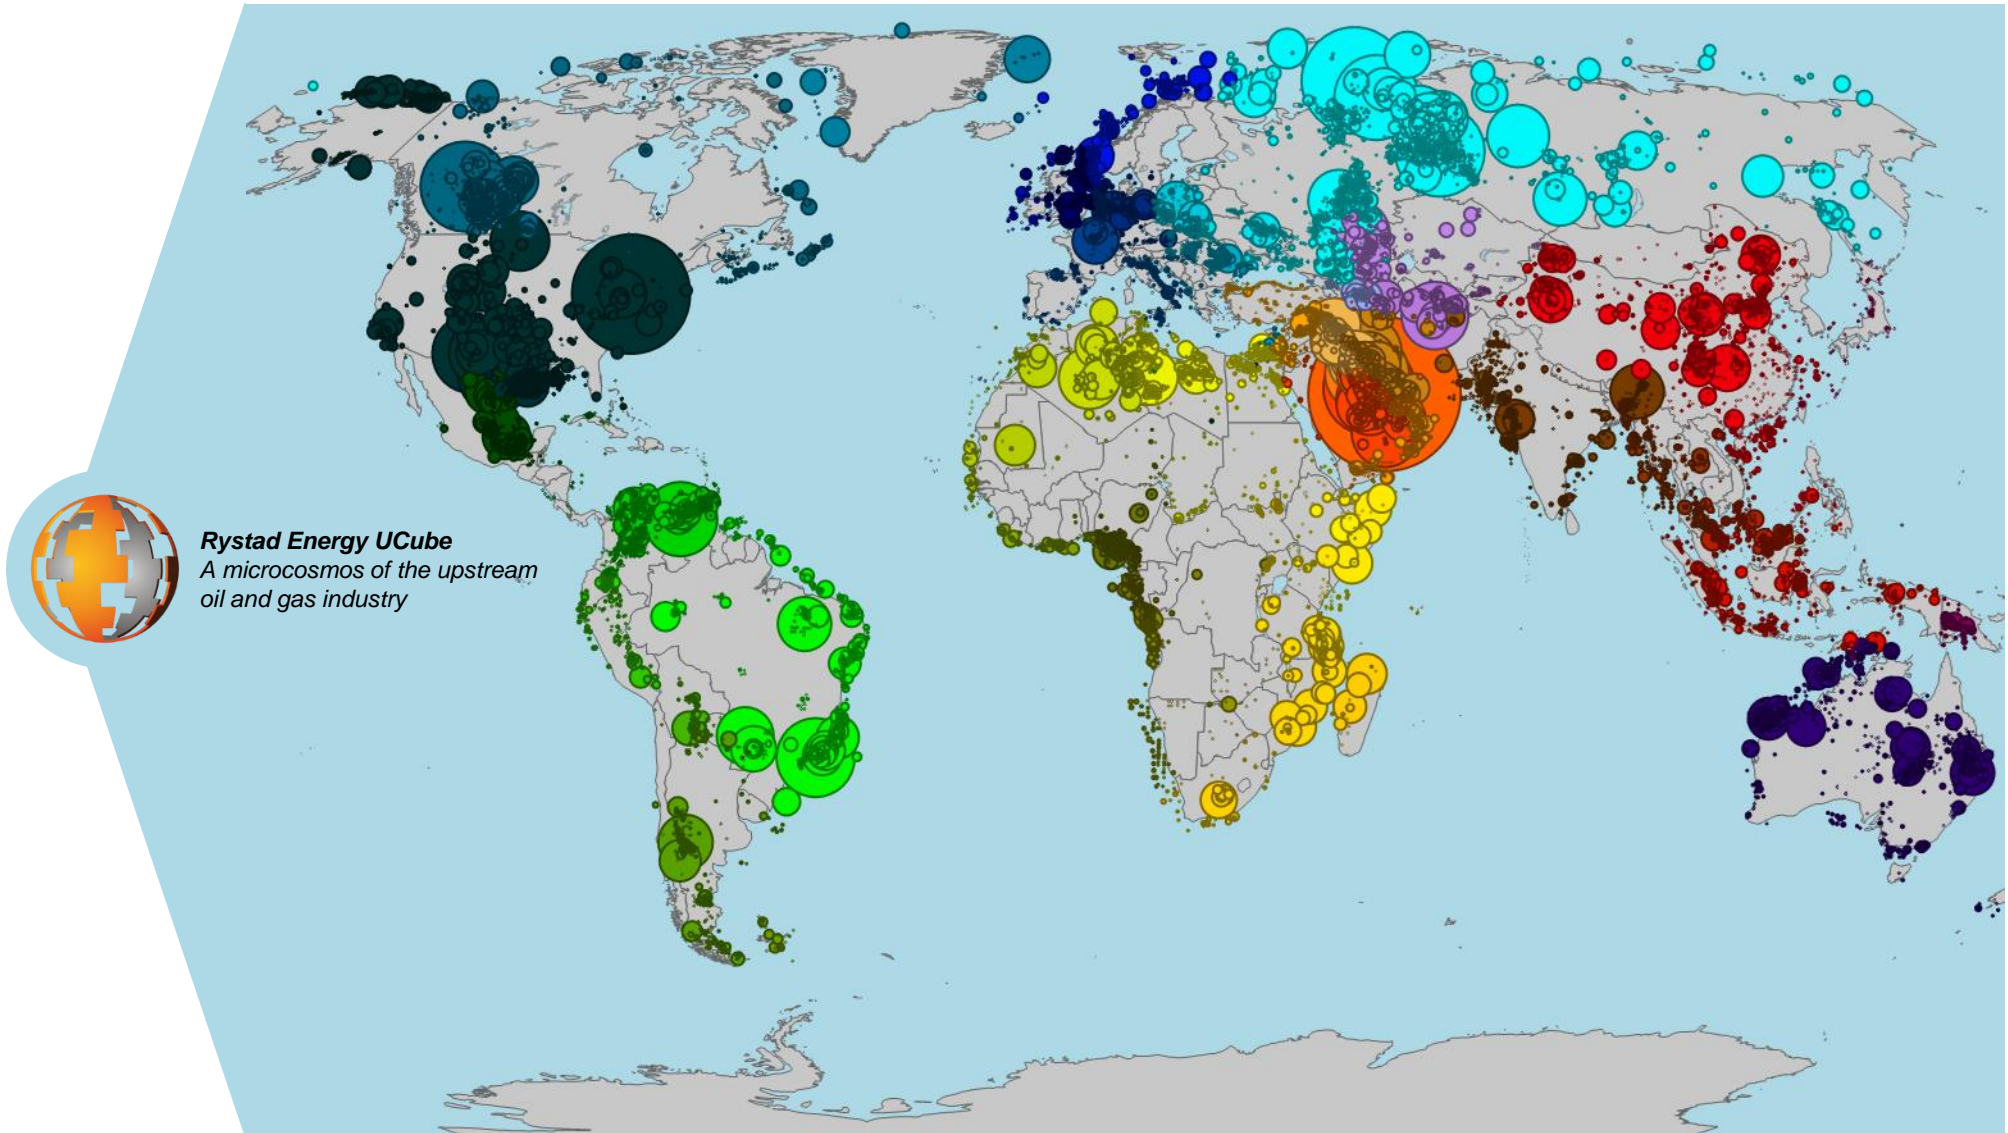 Rystad Energy UCube
A microcosmos of the upstream
oil and gas industry